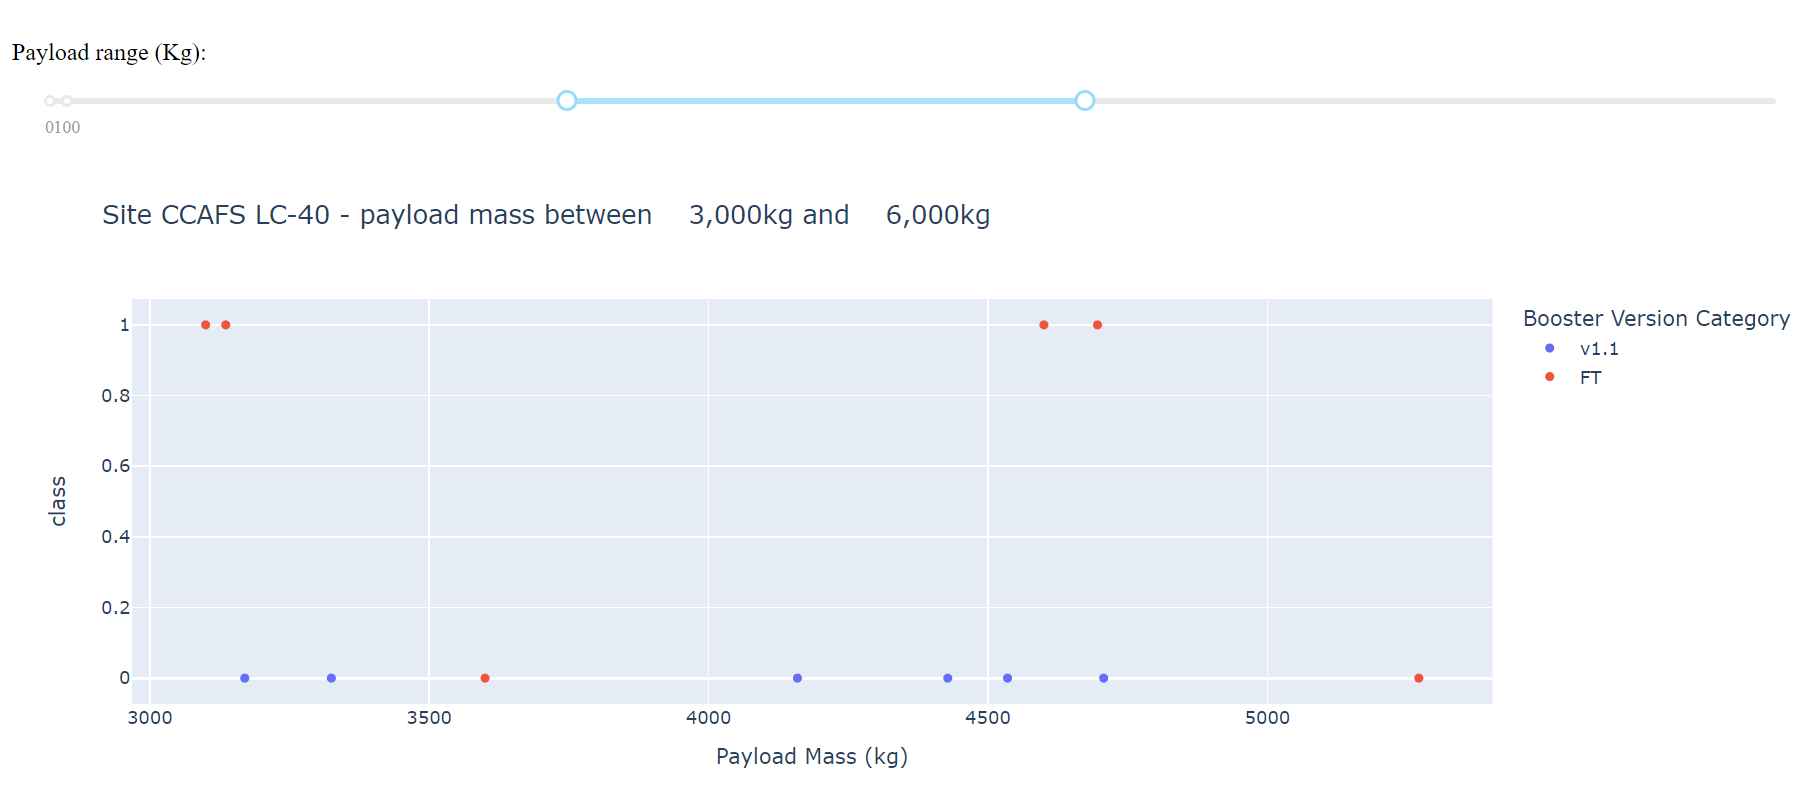 Payload range (Kg):
0100
Site CCAFS LC-40 - payload mass between 3,000kg and 6,000kg
Booster Version Category
v1.1
FT
1
0.8
0.6
0.4
0.2
0
class
3000 3500 4000 4500 5000
Payload Mass (kg)